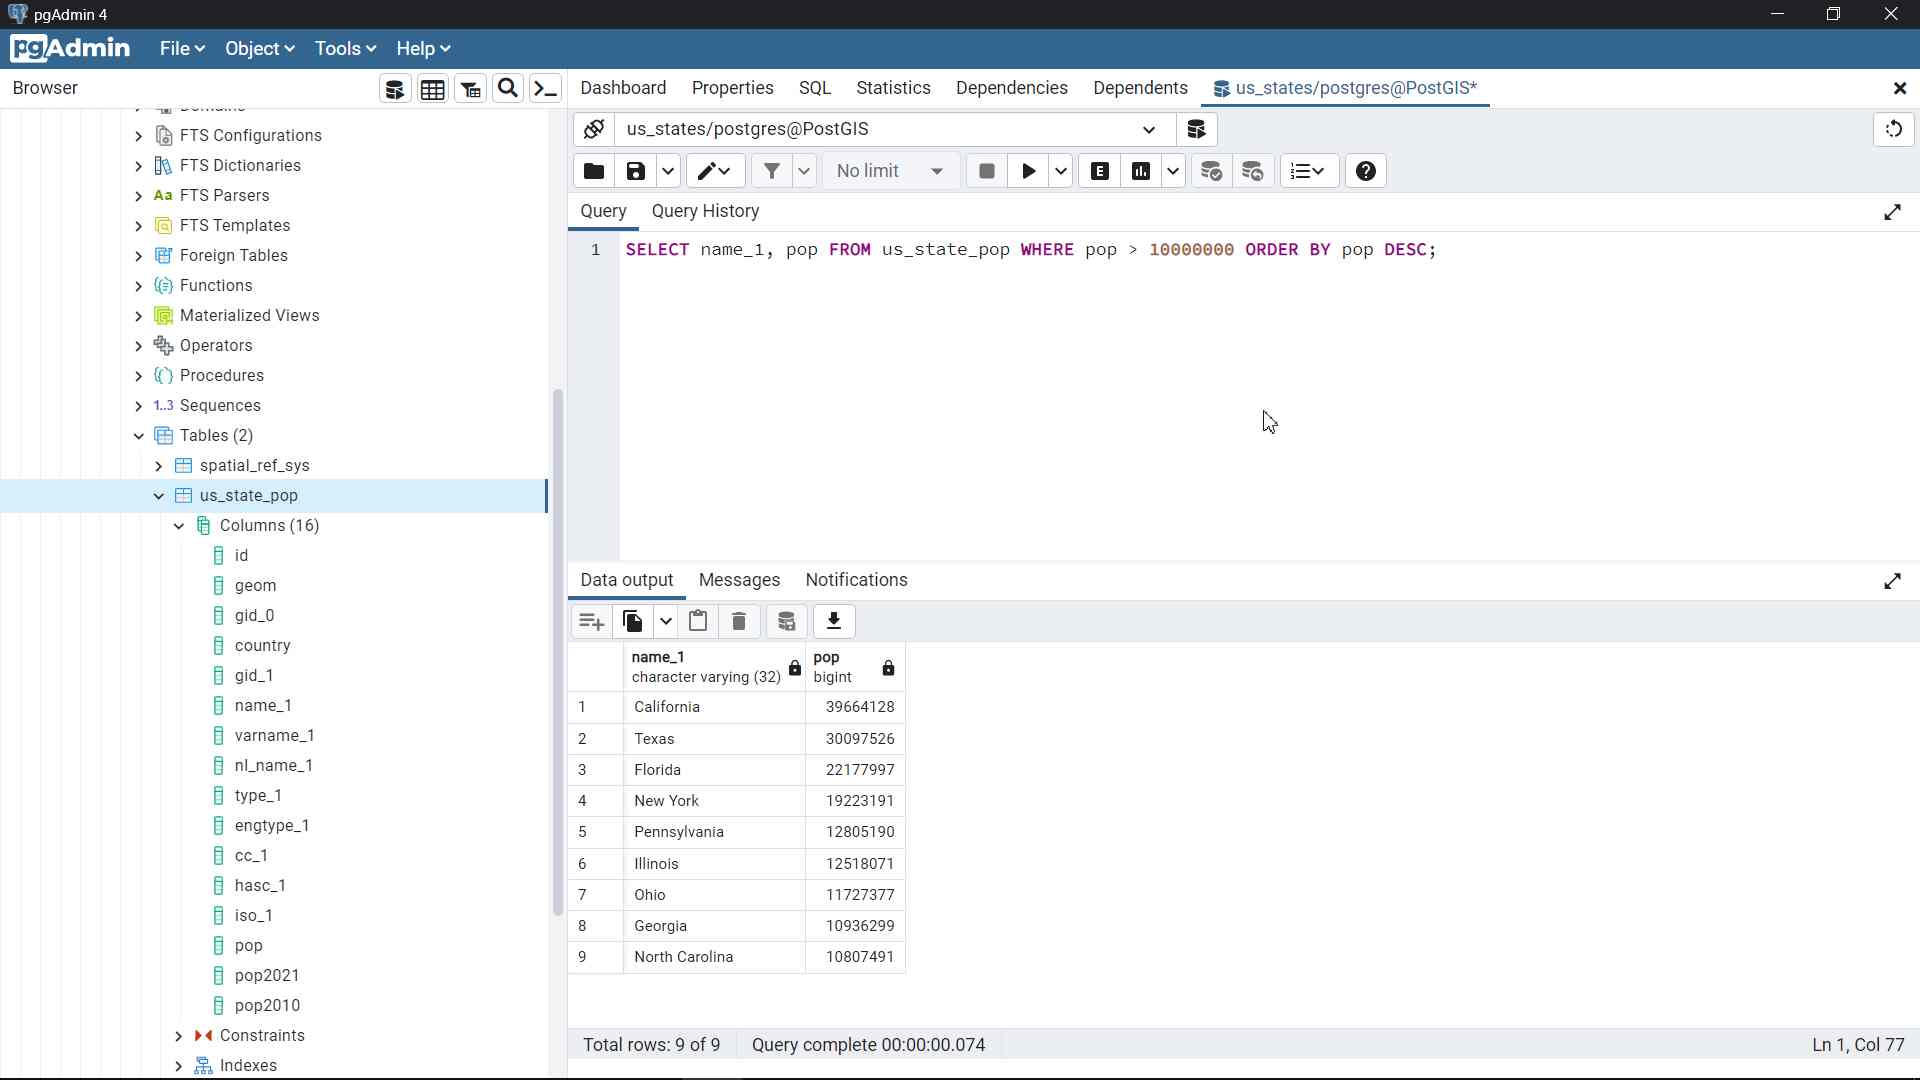 pgAdmin 4
pgAdmin File Object Tools Help
Browser
Dashboard Properties SQL Statistics Dependencies Dependents us_states/postgres@PostGIS*
us_states/postgres@PostGIS
No limit
Query Query History
1 SELECT name_1, pop FROM us_state_pop WHERE pop > 10000000 ORDER BY pop DESC;
Domains
FTS Configurations
FTS Dictionaries
Aa FTS Parsers
FTS Templates
Foreign Tables
Functions
Materialized Views
Operators
Procedures
1..3 Sequences
Tables (2)
spatial_ref_sys
us_state_pop
Columns (16)
id
geom
gid_0
country
gid_1
name_1
varname_1
nl_name_1
type_1
engtype_1
cc_1
hasc_1
iso_1
pop
pop2021
pop2010
Constraints
Indexes
Data output Messages Notifications
name_1 pop
character varying (32) bigint
1 California 39664128
2 Texas 30097526
3 Florida 22177997
4 New York 19223191
5 Pennsylvania 12805190
6 Illinois 12518071
7 Ohio 11727377
8 Georgia 10936299
9 North Carolina 10807491
Total rows: 9 of 9 Query complete 00:00:00.074 Ln 1, Col 77